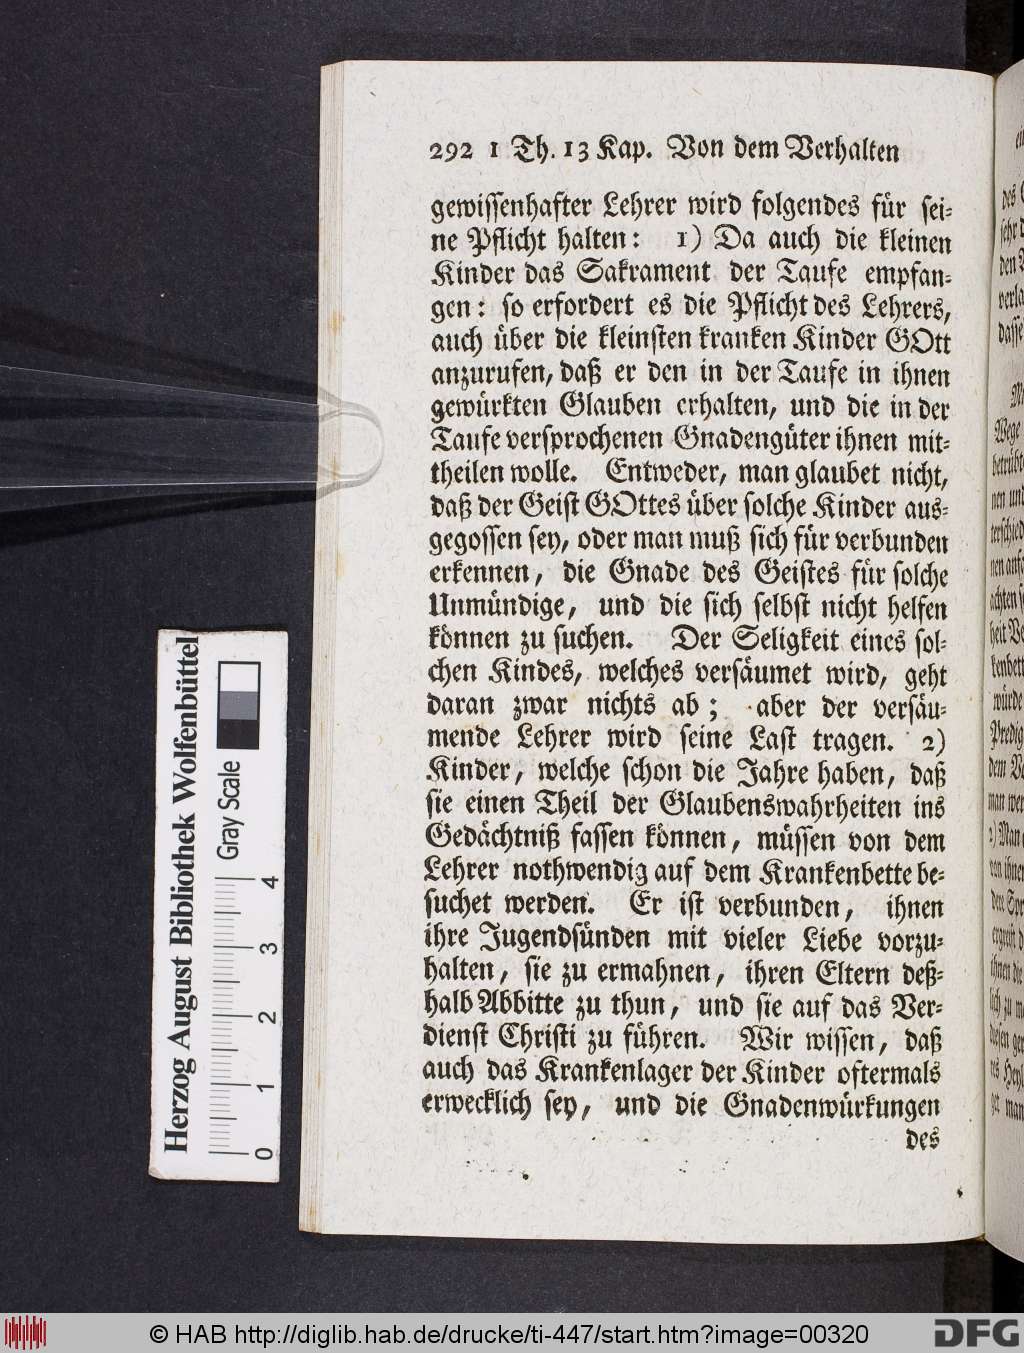 292 1 Th. 13 Kap. Von dem Verhalten
gewissenhafter Lehrer wird folgendes für sei-
ne Pflicht halten: 1) Da auch die kleinen
Kinder das Sakrament der Taufe empfan-
gen: so erfordert es die Pflicht des Lehrers,
auch über die kleinsten kranken Kinder GOtt
anzurufen, daß er den in der Taufe in ihnen
gewürkten Glauben erhalten, und die in der
Taufe versprochenen Gnadengüter ihnen mit-
theilen wolle. Entweder, man glaubet nicht,
daß der Geist GOttes über solche Kinder aus-
gegossen sey, oder man muß sich für verbunden
erkennen, die Gnade des Geistes für solche
Unmündige, und die sich selbst nicht helfen
können zu suchen. Der Seligkeit eines sol-
chen Kindes, welches versäumet wird, geht
daran zwar nichts ab; aber der versäu-
mende Lehrer wird seine Last tragen. 2)
Kinder, welche schon die Jahre haben, daß
sie einen Theil der Glaubenswahrheiten ins
Gedächtniß fassen können, müssen von dem
Lehrer nothwendig auf dem Krankenbette be-
suchet werden. Er ist verbunden, ihnen
ihre Jugendsünden mit vieler Liebe vorzu-
halten, sie zu ermahnen, ihren Eltern deß-
halb Abbitte zu thun, und sie auf das Ver-
dienst Christi zu führen. Wir wissen, daß
auch das Krankenlager der Kinder oftermals
erwecklich sey, und die Gnadenwürkungen
des
Herzog August Bibliothek Wolfenbüttel
Gray Scale
0 1 2 3 4
© HAB http://diglib.hab.de/drucke/ti-447/start.htm?image=00320
DFG